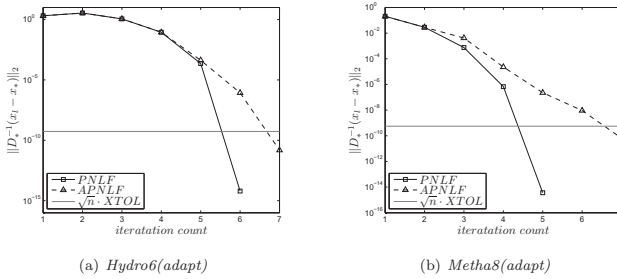 10^0
10^-5
10^-10
10^-15
||D_*^{-1}(x_l − x_*)||_2
PNLF
APNLF
√n · XTOL
1 2 3 4 5 6 7
iteratation count
(a) Hydro6(adapt)
10^0
10^-2
10^-4
10^-6
10^-8
10^-10
10^-12
10^-14
10^-16
||D_*^{-1}(x_l − x_*)||_2
PNLF
APNLF
√n · XTOL
1 2 3 4 5 6
iteratation count
(b) Metha8(adapt)